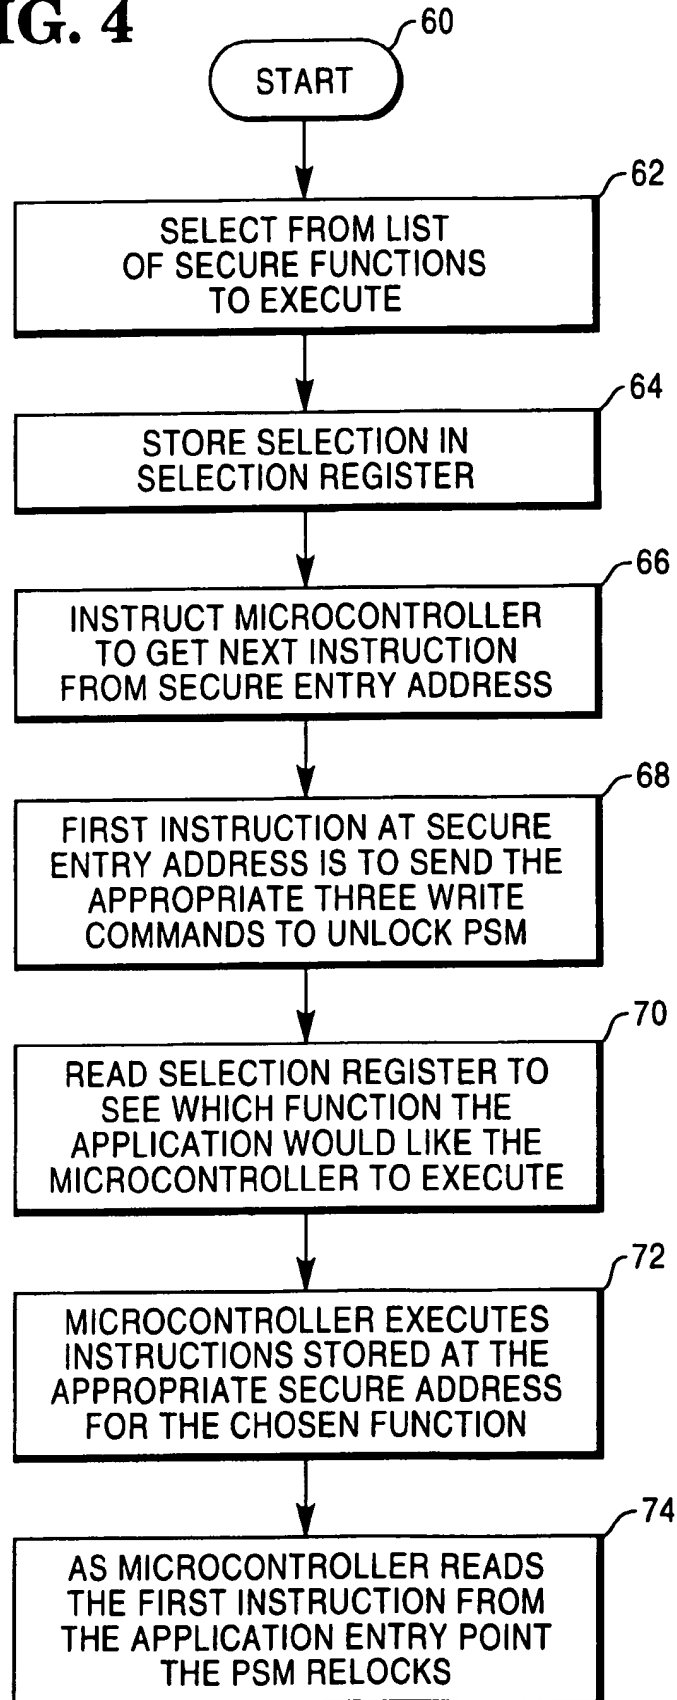 IG. 4
60
START
62
SELECT FROM LIST
OF SECURE FUNCTIONS
TO EXECUTE
64
STORE SELECTION IN
SELECTION REGISTER
66
INSTRUCT MICROCONTROLLER
TO GET NEXT INSTRUCTION
FROM SECURE ENTRY ADDRESS
68
FIRST INSTRUCTION AT SECURE
ENTRY ADDRESS IS TO SEND THE
APPROPRIATE THREE WRITE
COMMANDS TO UNLOCK PSM
70
READ SELECTION REGISTER TO
SEE WHICH FUNCTION THE
APPLICATION WOULD LIKE THE
MICROCONTROLLER TO EXECUTE
72
MICROCONTROLLER EXECUTES
INSTRUCTIONS STORED AT THE
APPROPRIATE SECURE ADDRESS
FOR THE CHOSEN FUNCTION
74
AS MICROCONTROLLER READS
THE FIRST INSTRUCTION FROM
THE APPLICATION ENTRY POINT
THE PSM RELOCKS